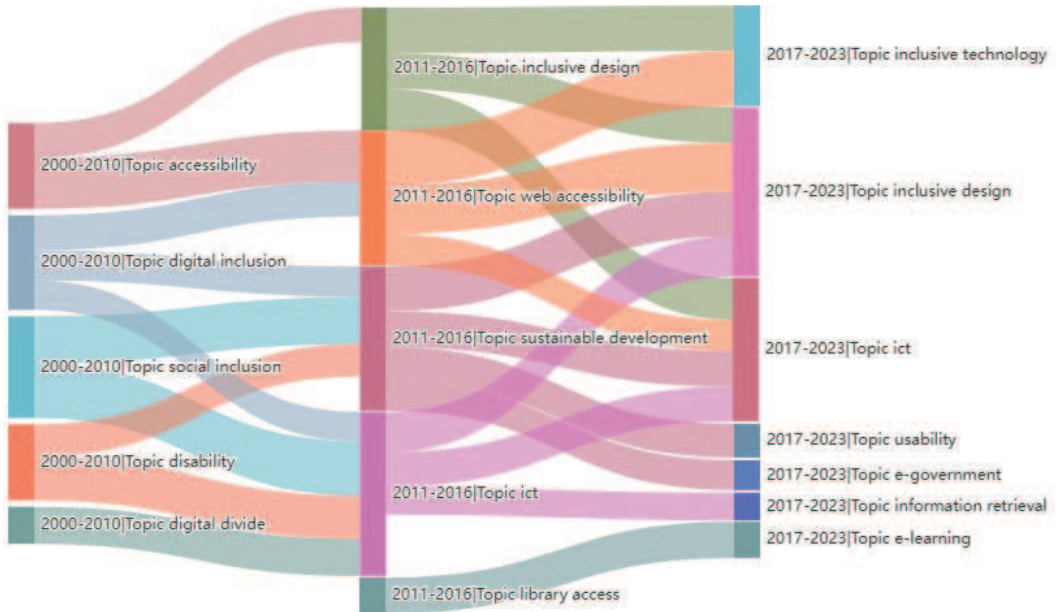 2000-2010|Topic accessibility
2000-2010|Topic digital inclusion
2000-2010|Topic social inclusion
2000-2010|Topic disability
2000-2010|Topic digital divide
2011-2016|Topic inclusive design
2011-2016|Topic web accessibility
2011-2016|Topic sustainable development
2011-2016|Topic ict
2011-2016|Topic library access
2017-2023|Topic inclusive technology
2017-2023|Topic inclusive design
2017-2023|Topic ict
2017-2023|Topic usability
2017-2023|Topic e-government
2017-2023|Topic information retrieval
2017-2023|Topic e-learning